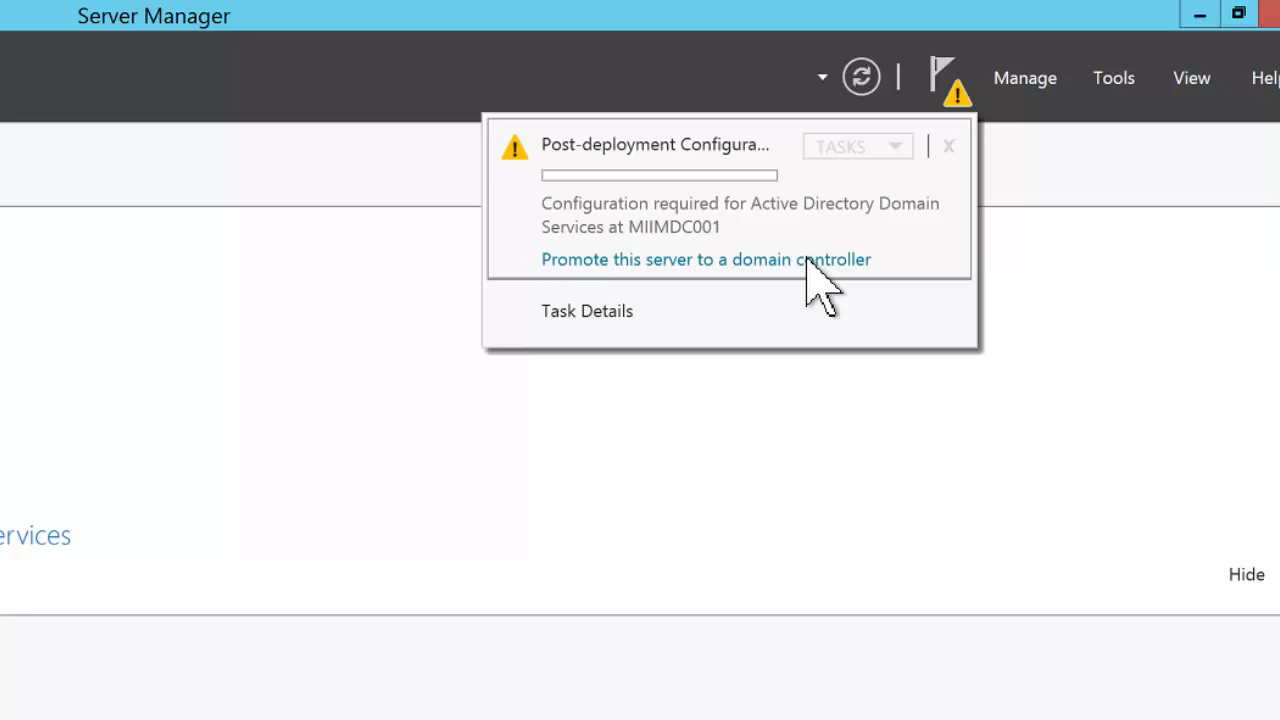 Server Manager
Manage
Tools
View
Hel
Post-deployment Configura...
TASKS
X
Configuration required for Active Directory Domain
Services at MIIMDC001
Promote this server to a domain controller
Task Details
ervices
Hide